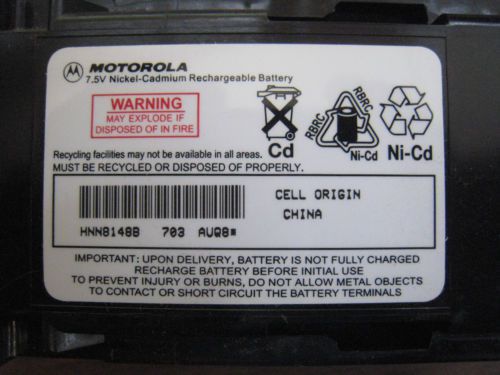 MOTOROLA
7.5V Nickel-Cadmium Rechargeable Battery
WARNING
MAY EXPLODE IF
DISPOSED OF IN FIRE
Cd
RBRC
RBRC
Ni-Cd
Ni-Cd
Recycling facilities may not be available in all areas.
MUST BE RECYCLED OR DISPOSED OF PROPERLY.
CELL ORIGIN
CHINA
HNN8148B 703 AUQ8*
IMPORTANT: UPON DELIVERY, BATTERY IS NOT FULLY CHARGED
RECHARGE BATTERY BEFORE INITIAL USE
TO PREVENT INJURY OR BURNS, DO NOT ALLOW METAL OBJECTS
TO CONTACT OR SHORT CIRCUIT THE BATTERY TERMINALS